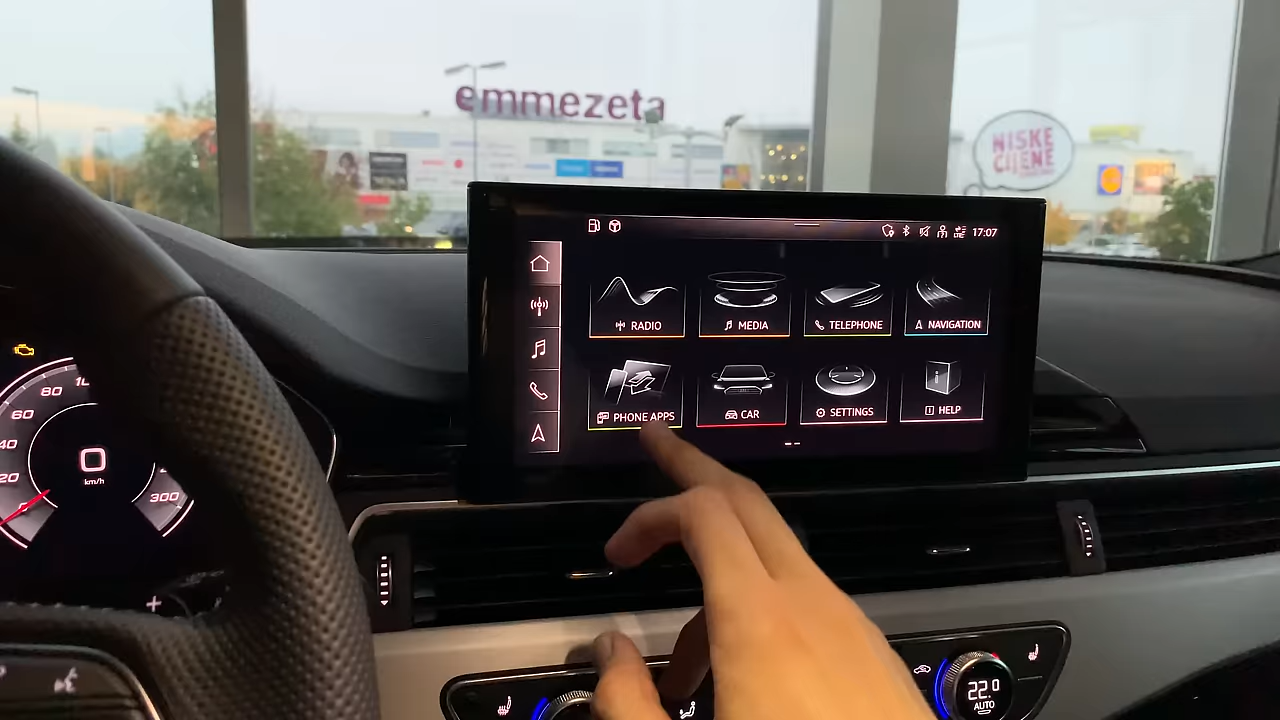 emmezeta
NISKE
CIJENE
17:07
RADIO
MEDIA
TELEPHONE
NAVIGATION
PHONE APPS
CAR
SETTINGS
HELP
80
60
40
20
0
km/h
300
22.0
AUTO